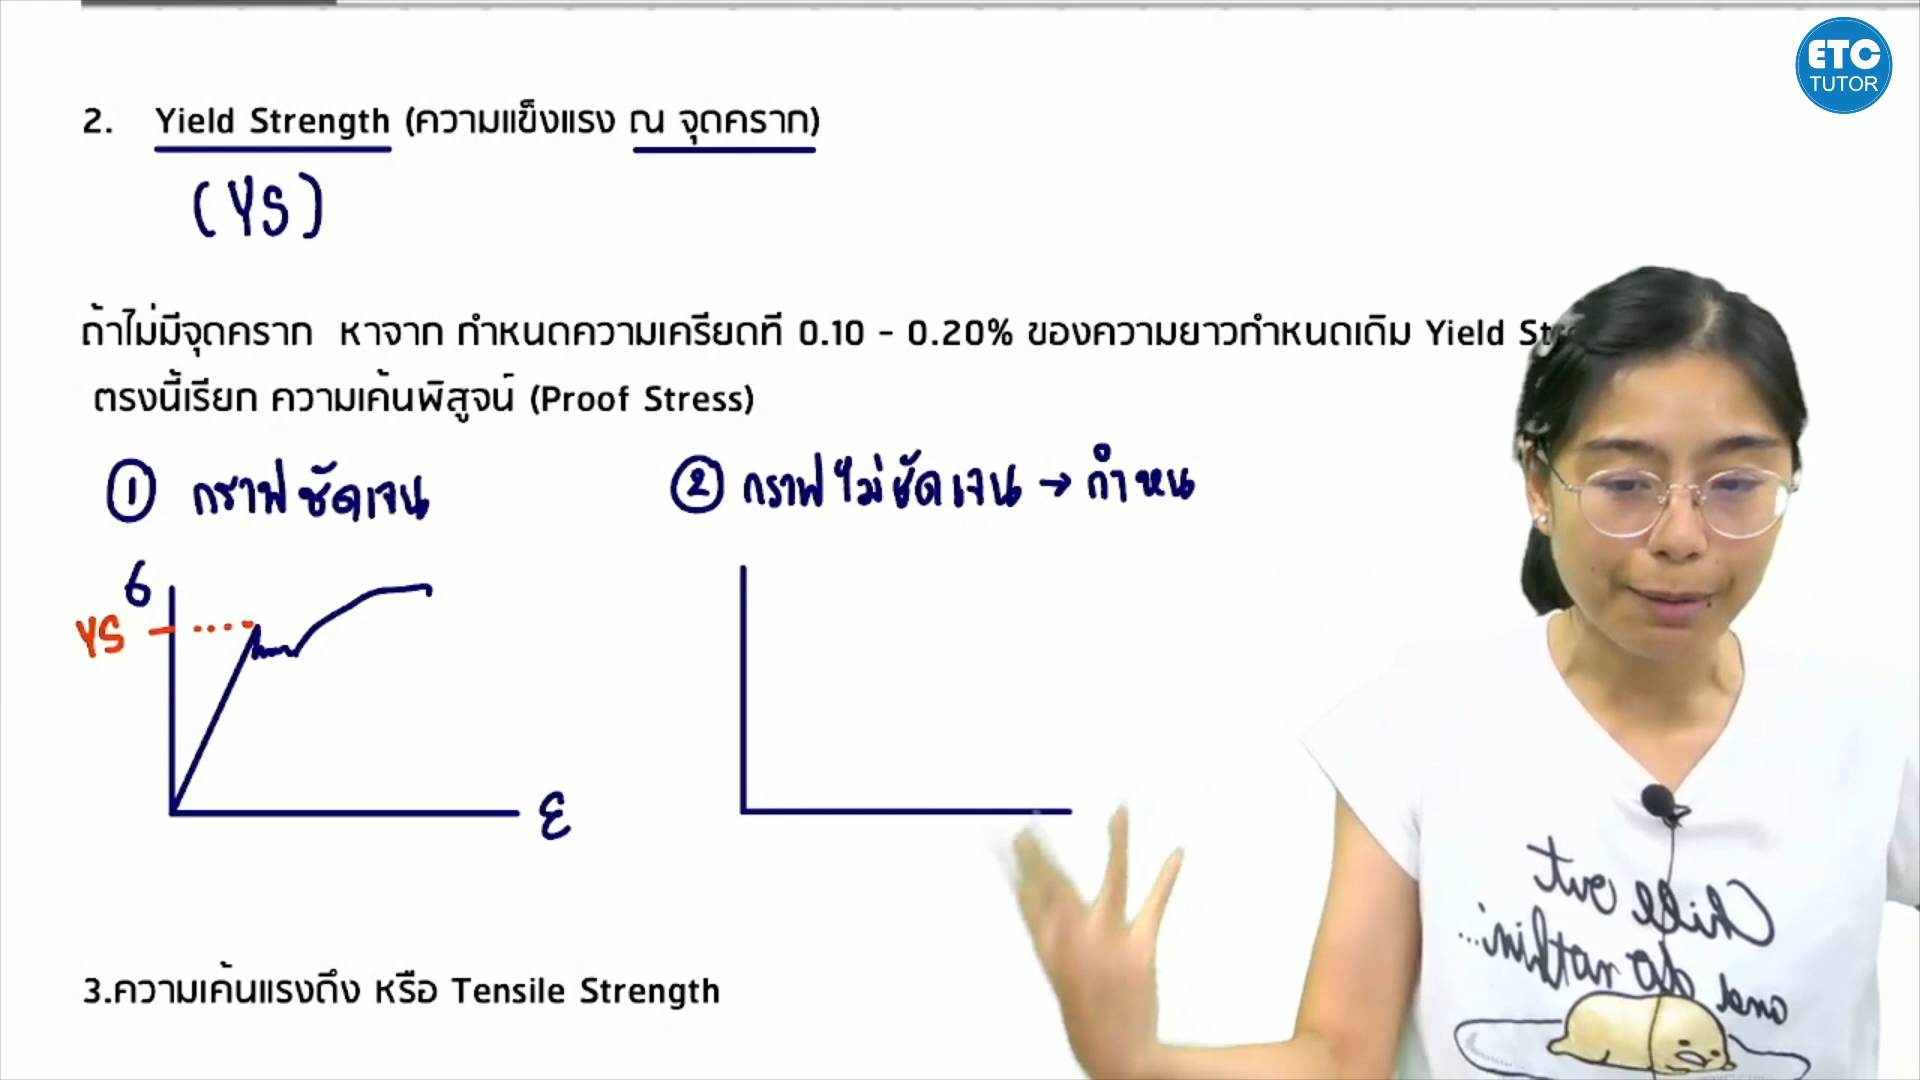 ETC
TUTOR
2. Yield Strength (ความแข็งแรง ณ จุดคราก)
(YS)
ถ้าไม่มีจุดคราก หาจาก กำหนดความเครียดที่ 0.10 - 0.20% ของความยาวกำหนดเดิม Yield
ตรงนี้เรียก ความเค้นพิสูจน์ (Proof Stress)
① กราฟชัดเจน
② กราฟไม่ชัดเจน → กำหน
σ
YS
ε
3.ความเค้นแรงดึง หรือ Tensile Strength
Chill out
and do nothin'...